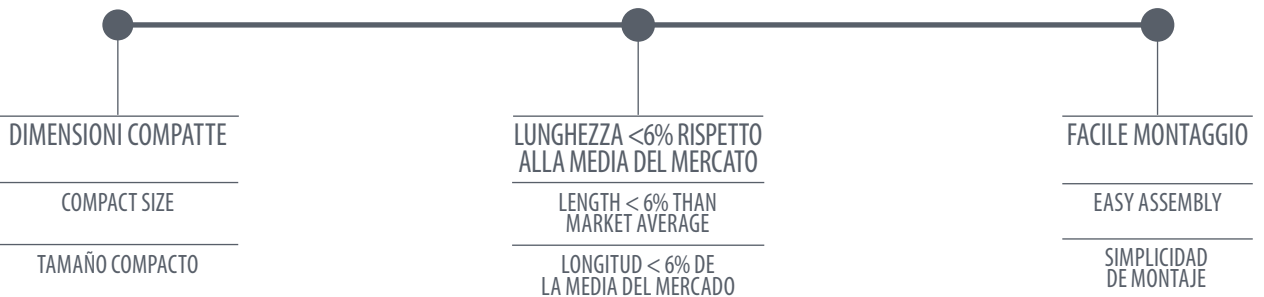 DIMENSIONI COMPATTE
COMPACT SIZE
TAMAÑO COMPACTO
LUNGHEZZA <6% RISPETTO
ALLA MEDIA DEL MERCATO
LENGTH < 6% THAN
MARKET AVERAGE
LONGITUD < 6% DE
LA MEDIA DEL MERCADO
FACILE MONTAGGIO
EASY ASSEMBLY
SIMPLICIDAD
DE MONTAJE